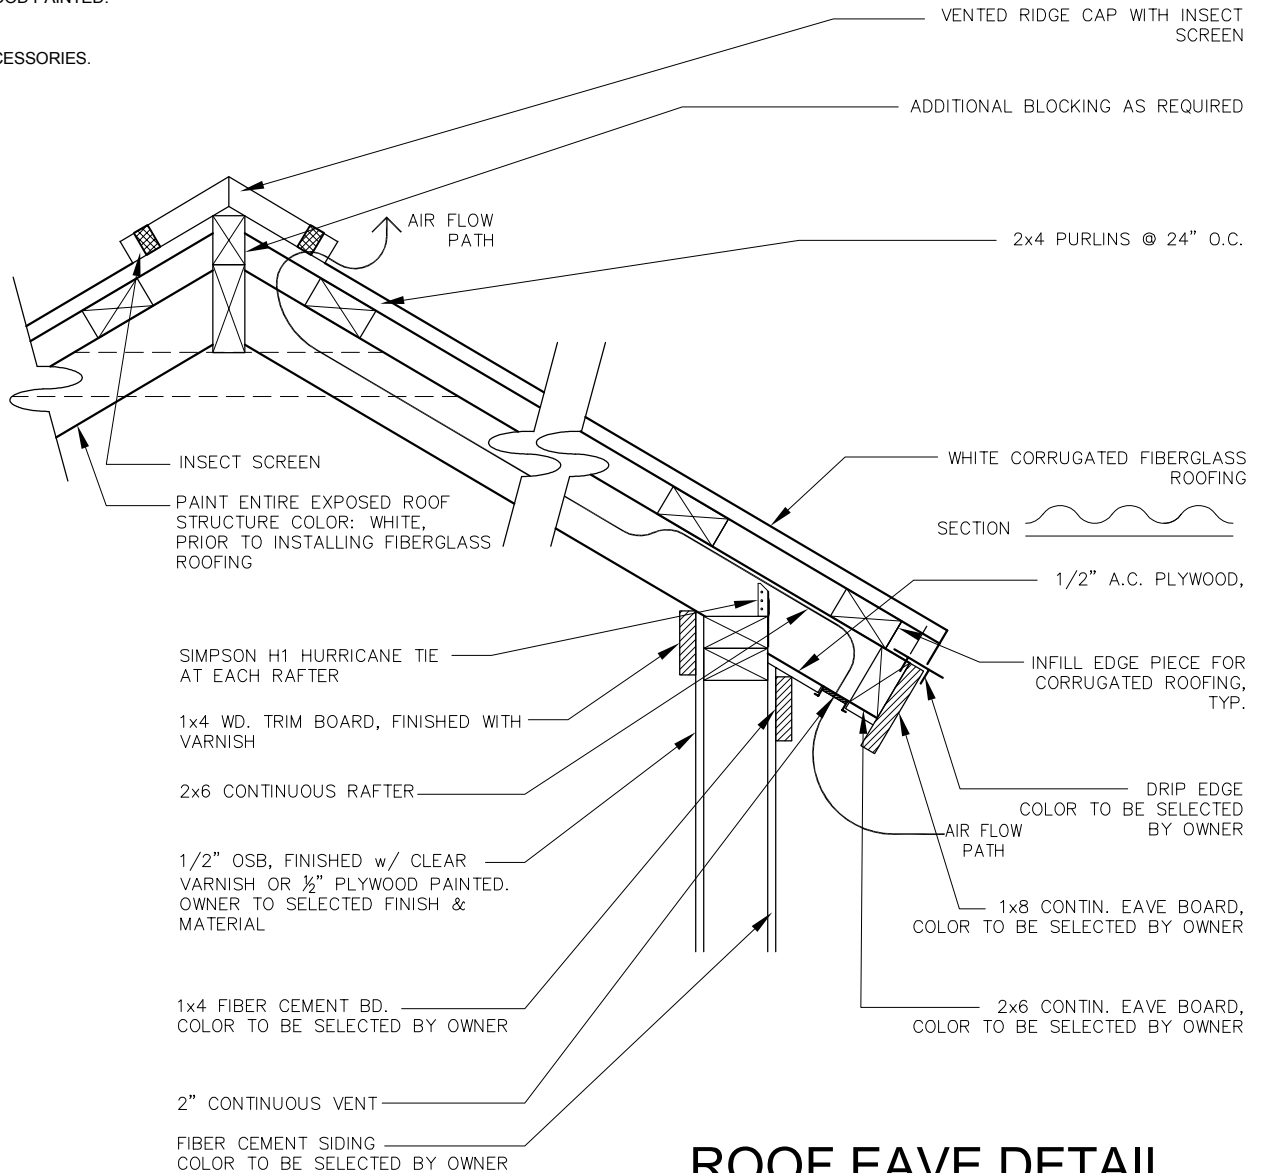 CESSORIES.
VENTED RIDGE CAP WITH INSECT
SCREEN
ADDITIONAL BLOCKING AS REQUIRED
AIR FLOW
PATH
2x4 PURLINS @ 24" O.C.
INSECT SCREEN
PAINT ENTIRE EXPOSED ROOF
STRUCTURE COLOR: WHITE,
PRIOR TO INSTALLING FIBERGLASS
ROOFING
WHITE CORRUGATED FIBERGLASS
ROOFING
SECTION
1/2" A.C. PLYWOOD,
SIMPSON H1 HURRICANE TIE
AT EACH RAFTER
INFILL EDGE PIECE FOR
CORRUGATED ROOFING,
TYP.
1x4 WD. TRIM BOARD, FINISHED WITH
VARNISH
2x6 CONTINUOUS RAFTER
DRIP EDGE
COLOR TO BE SELECTED
BY OWNER
AIR FLOW
PATH
1/2" OSB, FINISHED w/ CLEAR
VARNISH OR ½" PLYWOOD PAINTED.
OWNER TO SELECTED FINISH &
MATERIAL
1x8 CONTIN. EAVE BOARD,
COLOR TO BE SELECTED BY OWNER
1x4 FIBER CEMENT BD.
COLOR TO BE SELECTED BY OWNER
2x6 CONTIN. EAVE BOARD,
COLOR TO BE SELECTED BY OWNER
2" CONTINUOUS VENT
FIBER CEMENT SIDING
COLOR TO BE SELECTED BY OWNER
ROOF EAVE DETAIL